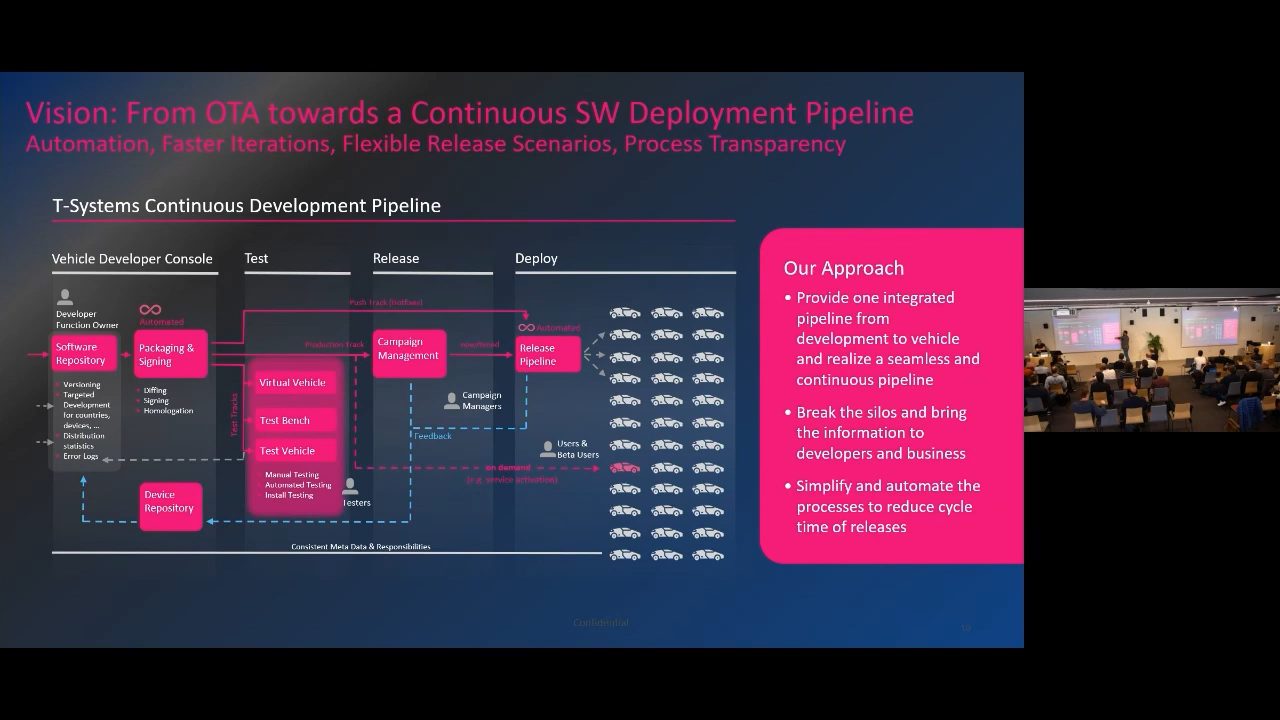 Vision: From OTA towards a Continuous SW Deployment Pipeline
Automation, Faster Iterations, Flexible Release Scenarios, Process Transparency
T-Systems Continuous Development Pipeline
Vehicle Developer Console
Test
Release
Deploy
Developer
Function Owner
Automated
Push Track (Hotfixes)
Automated
Software
Repository
Packaging &
Signing
Production Track
Campaign
Management
Release
Pipeline
Versioning
Targeted
Development
for countries,
devices, ...
Distribution
statistics
Error Logs
Diffing
Signing
Homologation
Test Tracks
Virtual Vehicle
Test Bench
Test Vehicle
Manual Testing
Automated Testing
Install Testing
Testers
Campaign
Managers
Feedback
Users &
Beta Users
on demand
(e.g. service activation)
Device
Repository
Consistent Meta Data & Responsibilities
Our Approach
• Provide one integrated
pipeline from
development to vehicle
and realize a seamless and
continuous pipeline
• Break the silos and bring
the information to
developers and business
• Simplify and automate the
processes to reduce cycle
time of releases
Confidential